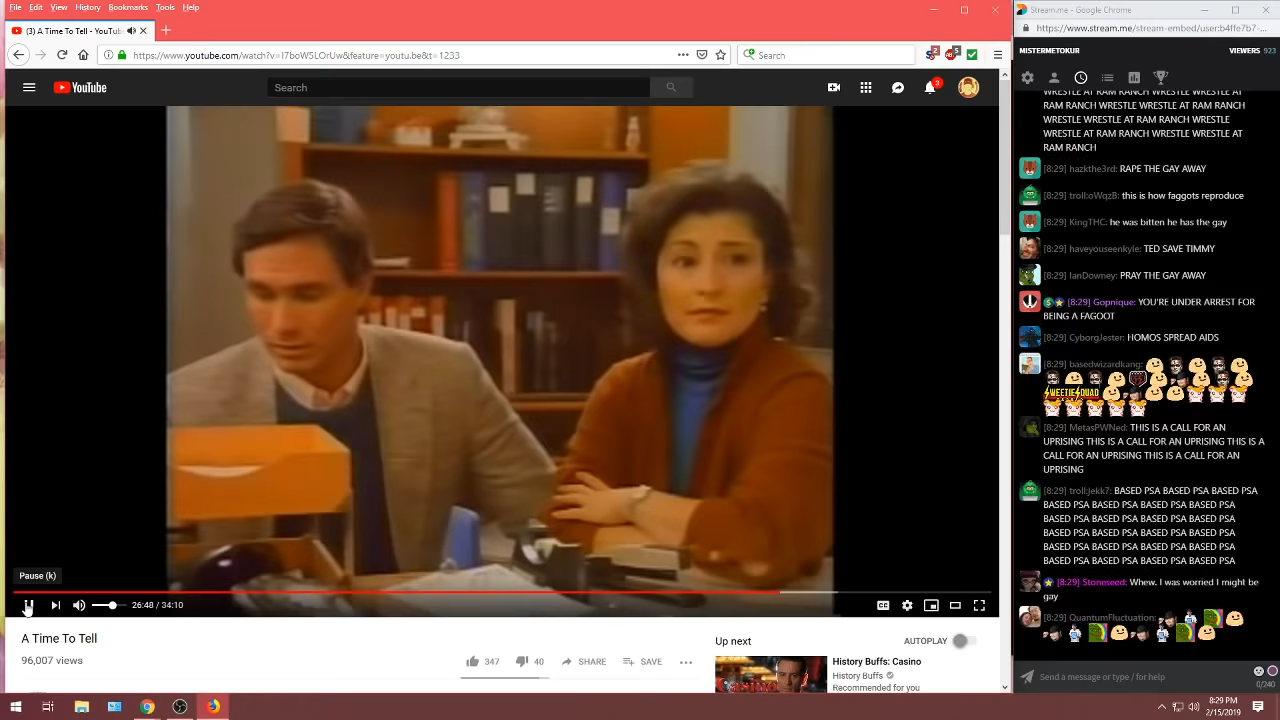 File Edit View History Bookmarks Tools Help
(3) A Time To Tell - YouTub
https://www.youtube.com/watch?v=I7boW5LOrUw&feature=youtu.be&t=1233
Search
2
5
YouTube
Search
3
Pause (k)
26:48 / 34:10
A Time To Tell
96,007 views
347
40
SHARE
SAVE
Up next
AUTOPLAY
History Buffs: Casino
History Buffs
Recommended for you
Stream.me - Google Chrome
https://www.stream.me/stream-embed/user:b4ffe7b7-...
MISTERMETOKUR
VIEWERS 923
WRESTLE AT RAM RANCH WRESTLE WRESTLE AT
RAM RANCH WRESTLE WRESTLE AT RAM RANCH
WRESTLE WRESTLE AT RAM RANCH WRESTLE
WRESTLE AT RAM RANCH WRESTLE WRESTLE AT
RAM RANCH
[8:29] hazkthe3rd: RAPE THE GAY AWAY
[8:29] troll:oWqzB: this is how faggots reproduce
[8:29] KingTHC: he was bitten he has the gay
[8:29] haveyouseenkyle: TED SAVE TIMMY
[8:29] IanDowney: PRAY THE GAY AWAY
[8:29] Gopnique: YOU'RE UNDER ARREST FOR
BEING A FAGOOT
[8:29] CyborgJester: HOMOS SPREAD AIDS
[8:29] basedwizardkang:
SWEETIE SQUAD
[8:29] MetasPWNed: THIS IS A CALL FOR AN
UPRISING THIS IS A CALL FOR AN UPRISING THIS IS A
CALL FOR AN UPRISING THIS IS A CALL FOR AN
UPRISING
[8:29] troll:jekk7: BASED PSA BASED PSA BASED PSA
BASED PSA BASED PSA BASED PSA BASED PSA
BASED PSA BASED PSA BASED PSA BASED PSA
BASED PSA BASED PSA BASED PSA BASED PSA
BASED PSA BASED PSA BASED PSA BASED PSA
BASED PSA BASED PSA BASED PSA BASED PSA
[8:29] Stoneseed: Whew. I was worried I might be
gay
[8:29] QuantumFluctuation:
Send a message or type / for help
0/240
8:29 PM
2/15/2019